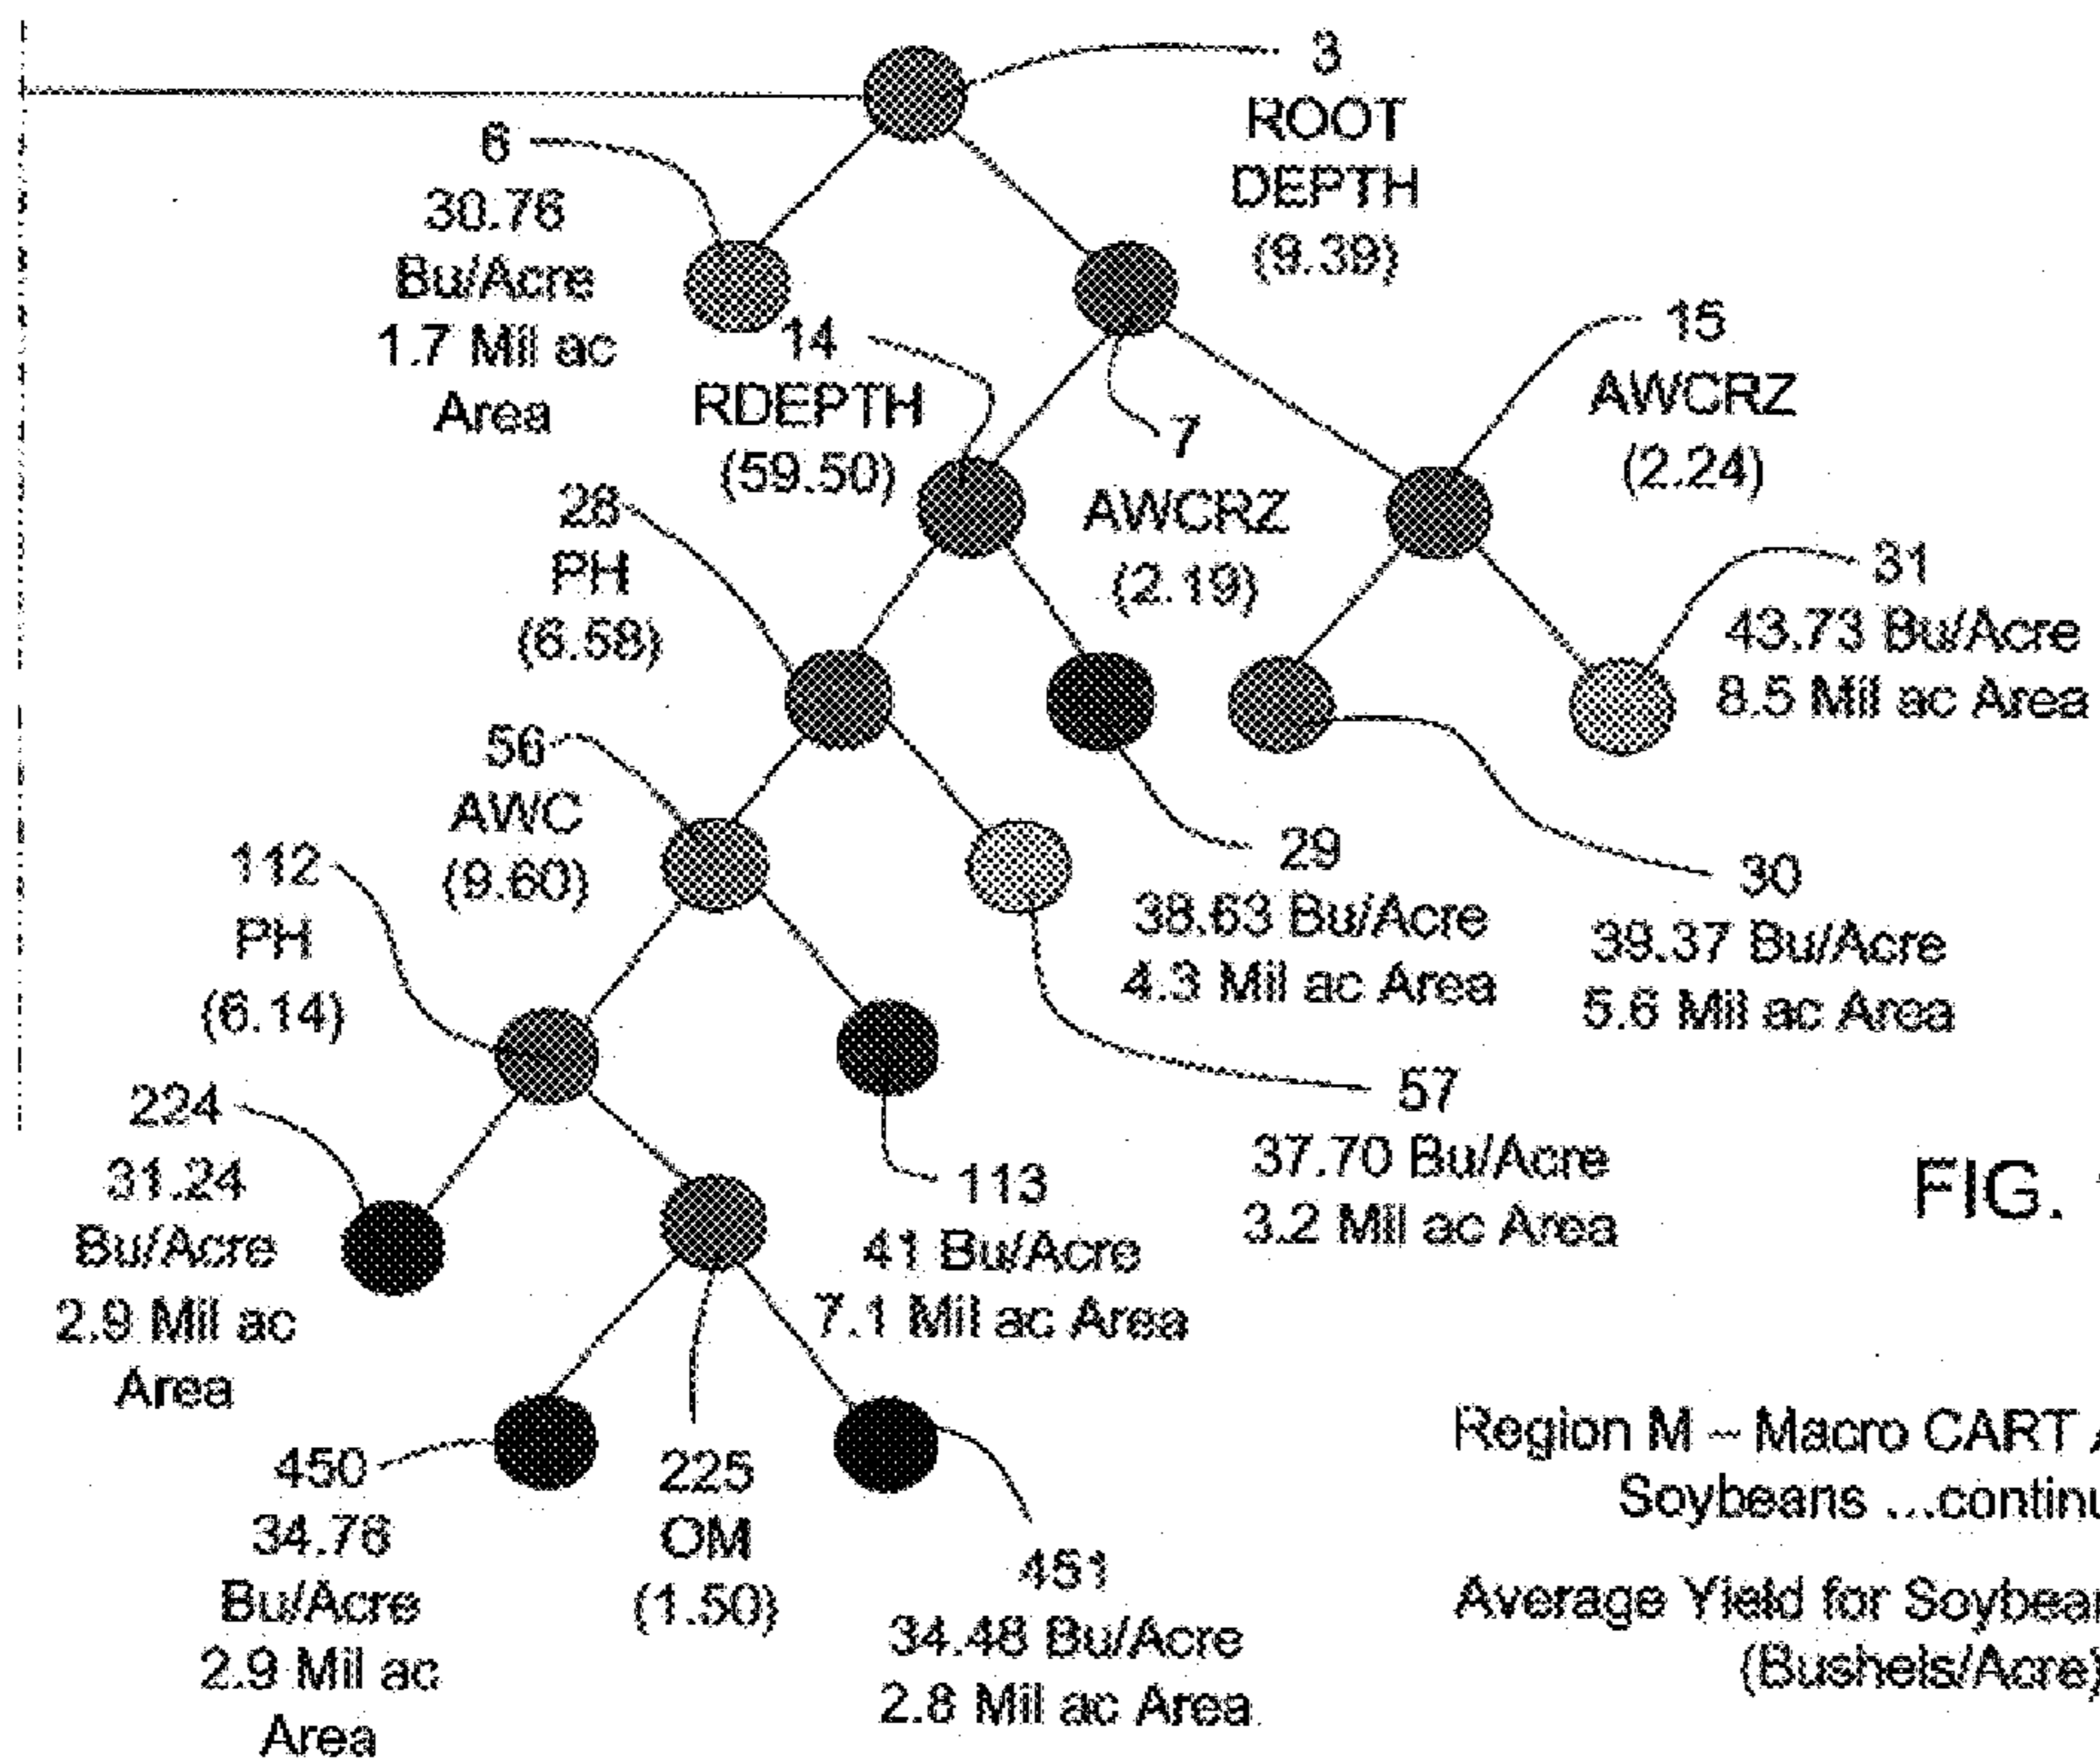 3
ROOT
DEPTH
(9.39)
6
30.76
Bu/Acre
1.7 Mil ac
Area
14
RDEPTH
(59.50)
7
AWCRZ
(2.19)
15
AWCRZ
(2.24)
28
PH
(6.58)
31
43.73 Bu/Acre
8.5 Mil ac Area
56
AWC
(9.60)
29
38.63 Bu/Acre
4.3 Mil ac Area
30
39.37 Bu/Acre
5.6 Mil ac Area
112
PH
(6.14)
57
37.70 Bu/Acre
3.2 Mil ac Area
224
31.24
Bu/Acre
2.9 Mil ac
Area
113
41 Bu/Acre
7.1 Mil ac Area
FIG.
450
34.78
Bu/Acre
2.9 Mil ac
Area
225
OM
(1.50)
451
34.48 Bu/Acre
2.8 Mil ac Area
Region M -- Macro CART
Soybeans ...continu
Average Yield for Soybean
(Bushels/Acre)